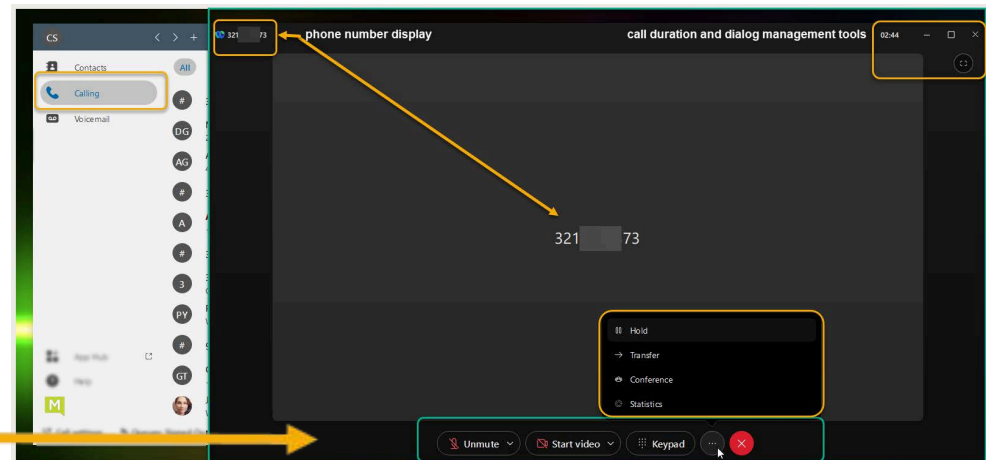 CS
321 73
phone number display
call duration and dialog management tools
02:44
Contacts
All
Calling
#
Voicemail
DG
AG
#
A
#
3
PY
#
GT
App Hub
Help
M
321 73
Hold
Transfer
Conference
Statistics
Unmute
Start video
Keypad